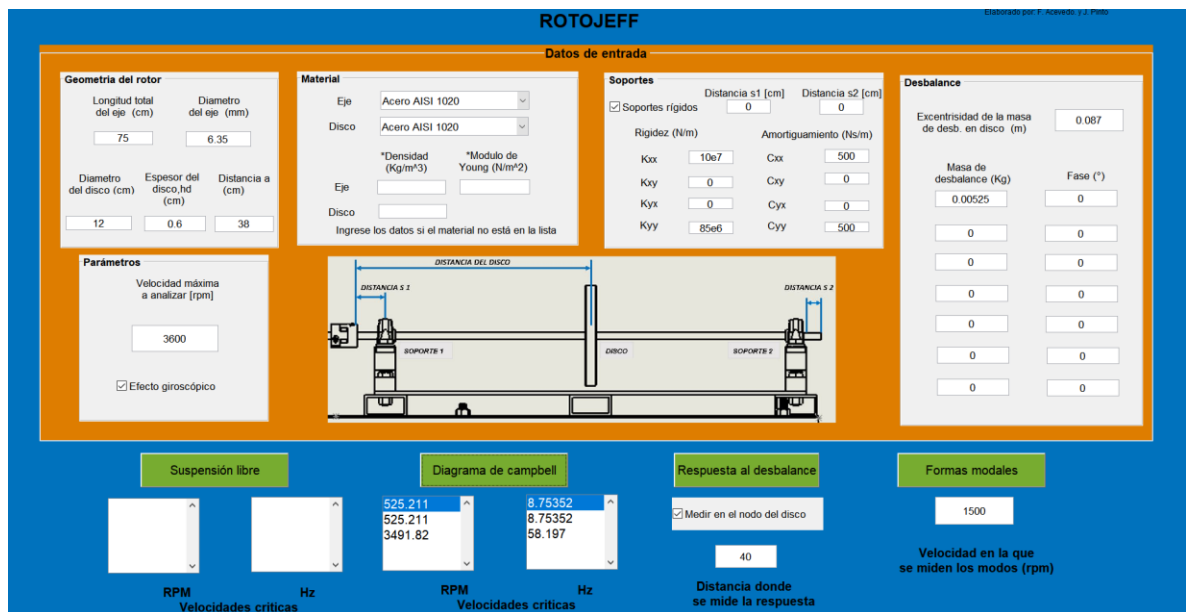 Elaborado por: F. Acevedo y J. Pinto
ROTOJEFF
Datos de entrada
Geometria del rotor
Longitud total
del eje (cm)
Diametro
del eje (mm)
75
6.35
Diametro
del disco (cm)
Espesor del
disco,hd
(cm)
Distancia a
(cm)
12
0.6
38
Material
Eje
Acero AISI 1020
Disco
Acero AISI 1020
*Densidad
(Kg/m^3)
*Modulo de
Young (N/m^2)
Eje
Disco
Ingrese los datos si el material no está en la lista
Soportes
Distancia s1 [cm]
Distancia s2 [cm]
Soportes rígidos
0
0
Rigidez (N/m)
Amortiguamiento (Ns/m)
Kxx
10e7
Cxx
500
Kxy
0
Cxy
0
Kyx
0
Cyx
0
Kyy
85e6
Cyy
500
Desbalance
Excentrisidad de la masa
de desb. en disco (m)
0.087
Masa de
desbalance (Kg)
Fase (°)
0.00525
0
0
0
0
0
0
0
0
0
0
0
0
0
Parámetros
Velocidad máxima
a analizar [rpm]
3600
Efecto giroscópico
DISTANCIA DEL DISCO
DISTANCIA S 1
DISTANCIA S 2
SOPORTE 1
DISCO
SOPORTE 2
Suspensión libre
Diagrama de campbell
Respuesta al desbalance
Formas modales
525.211
525.211
3491.82
8.75352
8.75352
58.197
Medir en el nodo del disco
1500
40
Velocidad en la que
se miden los modos (rpm)
RPM
Hz
Velocidades criticas
RPM
Hz
Velocidades criticas
Distancia donde
se mide la respuesta